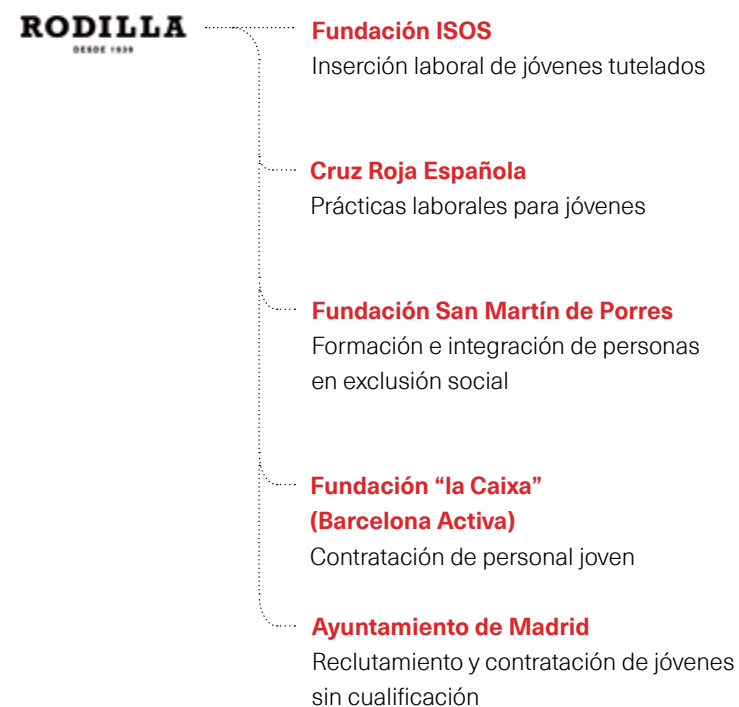 RODILLA
DESDE 1939
Fundación ISOS
Inserción laboral de jóvenes tutelados
Cruz Roja Española
Prácticas laborales para jóvenes
Fundación San Martín de Porres
Formación e integración de personas
en exclusión social
Fundación “la Caixa”
(Barcelona Activa)
Contratación de personal joven
Ayuntamiento de Madrid
Reclutamiento y contratación de jóvenes
sin cualificación